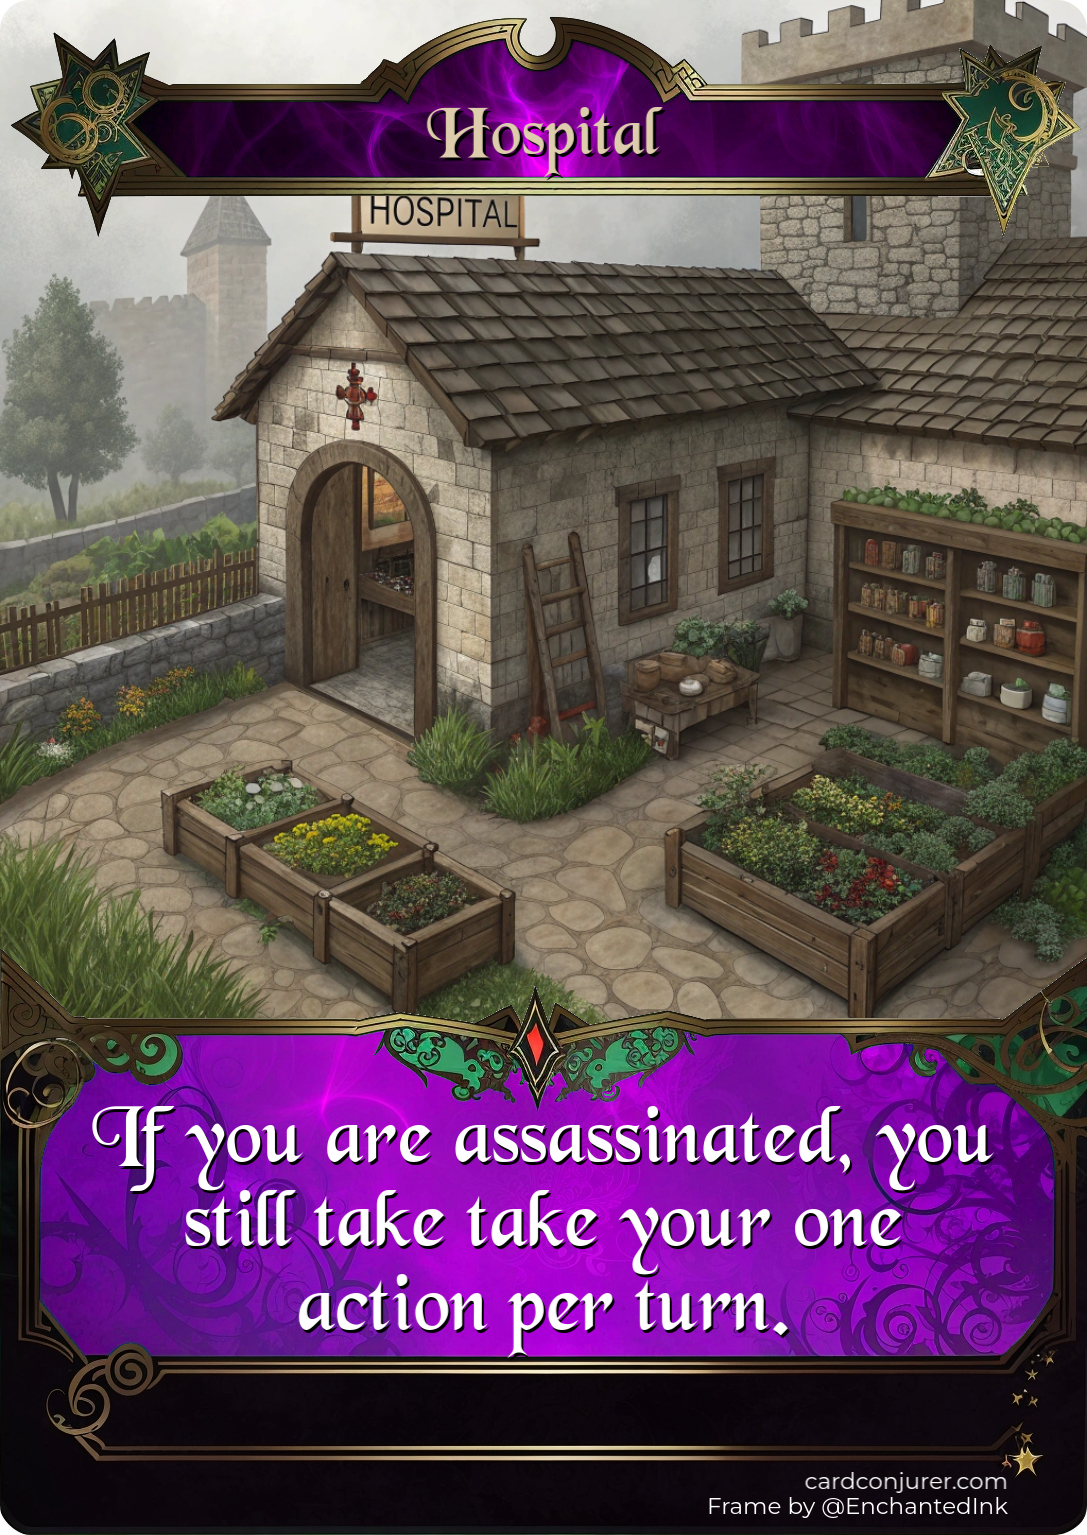 Hospital
HOSPITAL
If you are assassinated, you
still take take your one
action per turn.
cardconjurer.com
Frame by @EnchantedInk